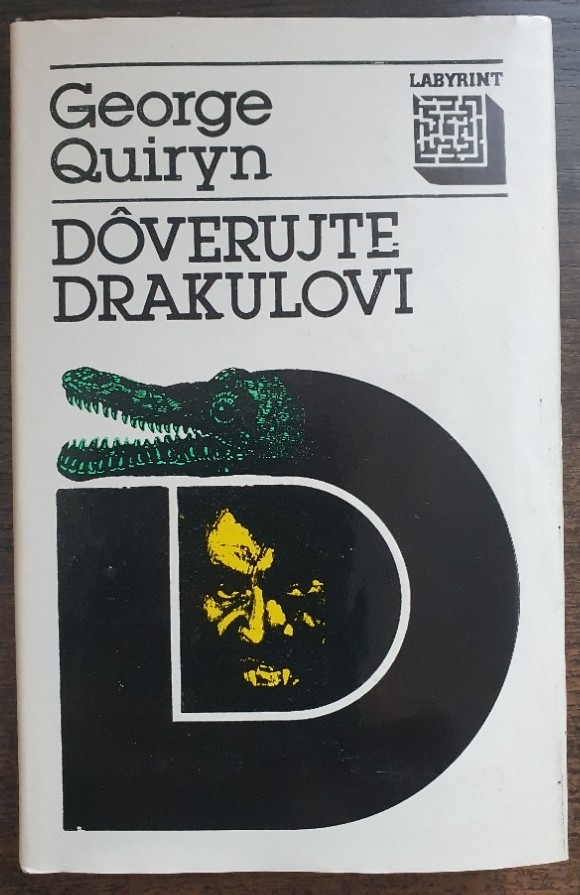 George
Quiryn
LABYRINT
DÔVERUJTE
DRAKULOVI